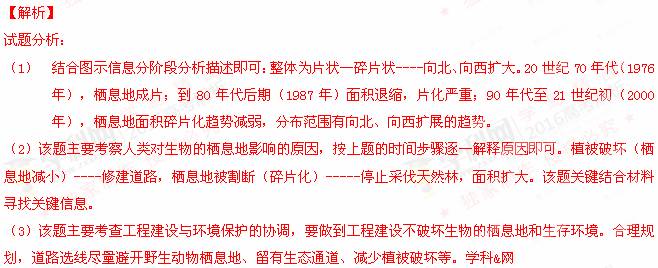 【解析】
试题分析：
（1） 结合图示信息分阶段分析描述即可：整体为片状—碎片状----向北、向西扩大。20 世纪 70 年代（1976
年），栖息地成片；到 80 年代后期（1987 年）面积退缩，片化严重；90 年代至 21 世纪初（2000
年），栖息地面积碎片化趋势减弱，分布范围有向北、向西扩展的趋势。
（2）该题主要考察人类对生物的栖息地影响的原因，按上题的时间步骤逐一解释原因即可。植被破坏（栖
息地减小）----修建道路，栖息地被割断（碎片化）-----停止采伐天然林，面积扩大。该题关键结合材料
寻找关键信息。
（3）该题主要考查工程建设与环境保护的协调，要做到工程建设不破坏生物的栖息地和生存环境。合理规
划，道路选线尽量避开野生动物栖息地、留有生态通道、减少植被破坏等。学科&网